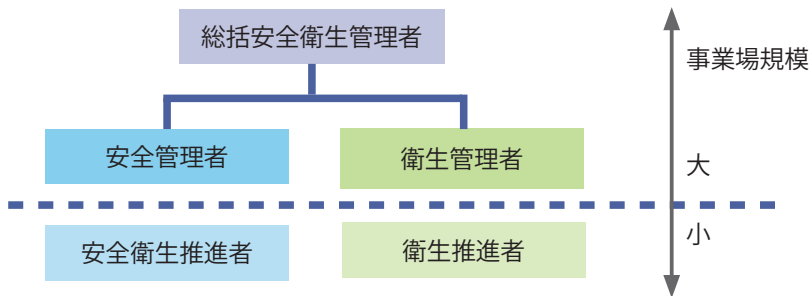 総括安全衛生管理者
事業場規模
安全管理者
衛生管理者
大
小
安全衛生推進者
衛生推進者